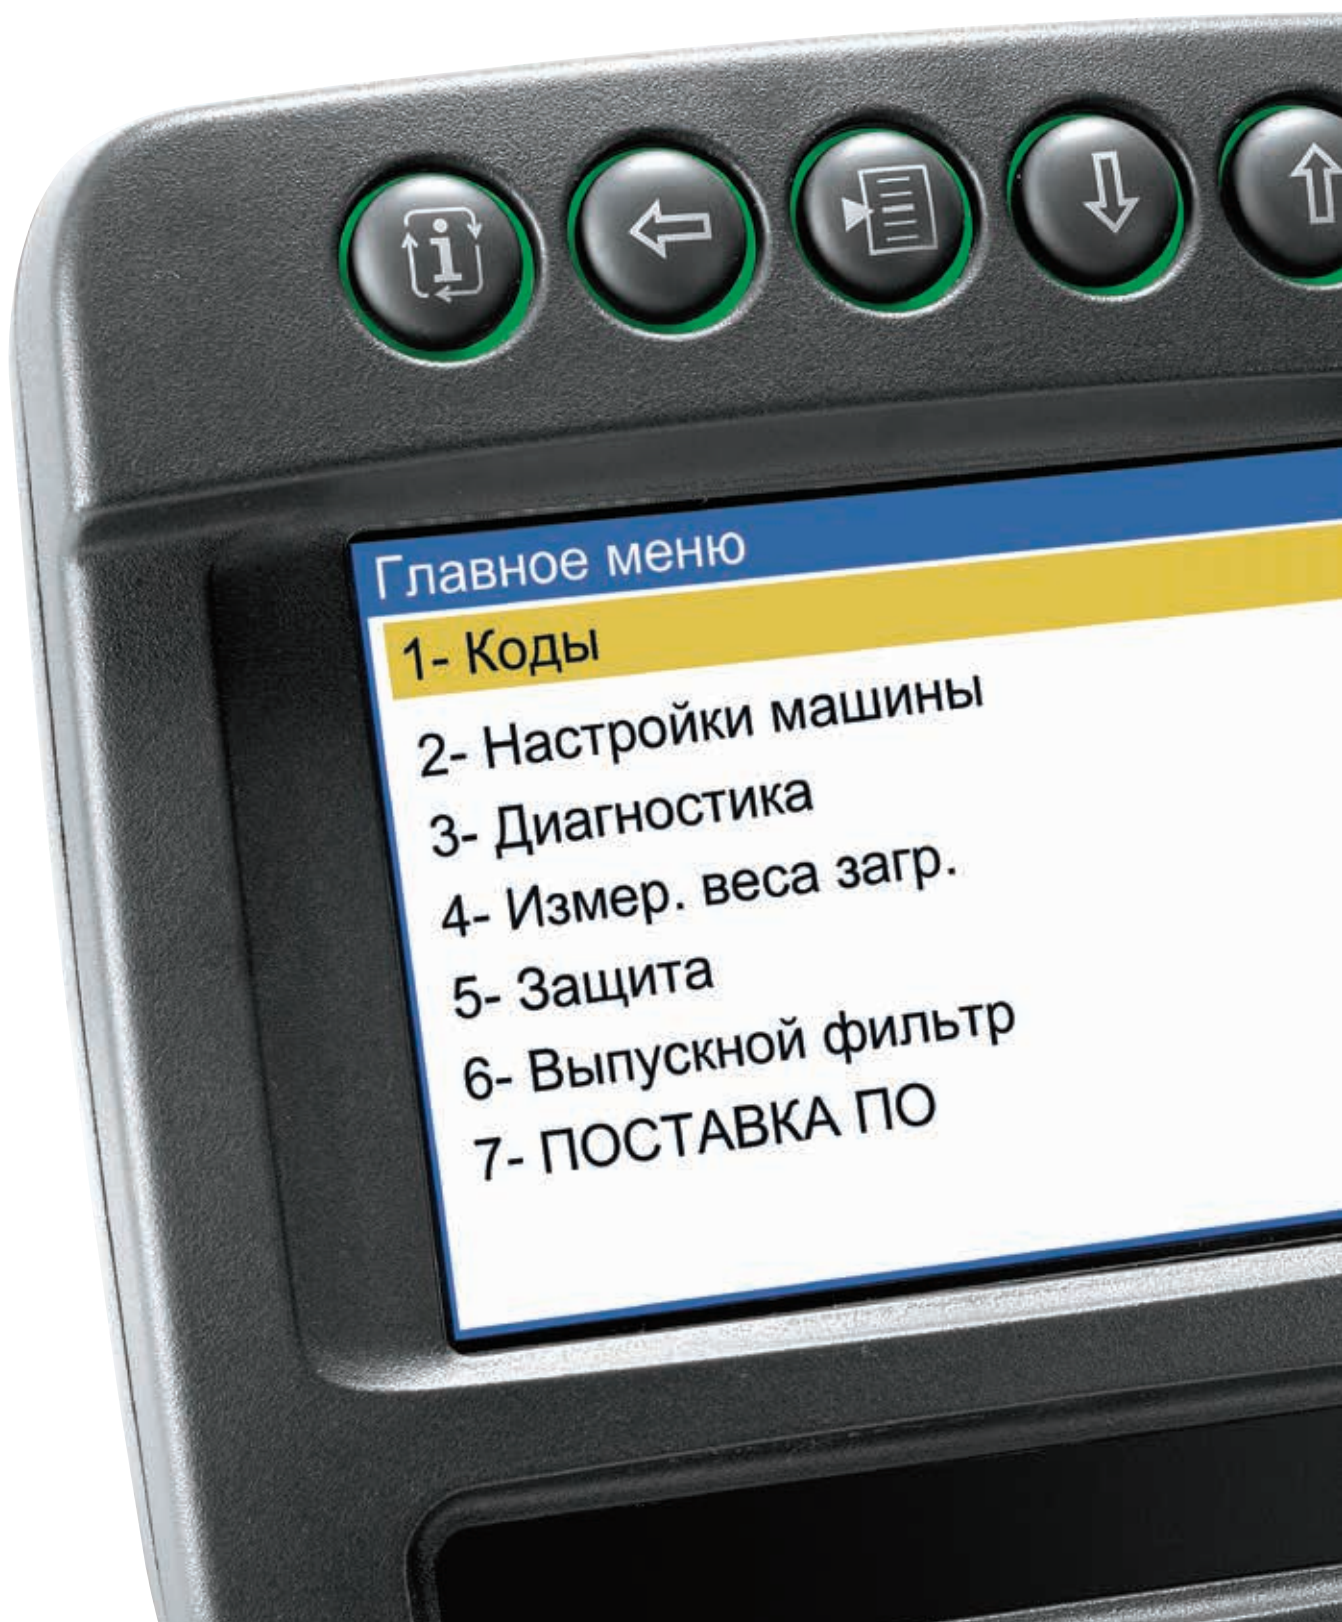 Главное меню
1- Коды
2- Настройки машины
3- Диагностика
4- Измер. веса загр.
5- Защита
6- Выпускной фильтр
7- ПОСТАВКА ПО